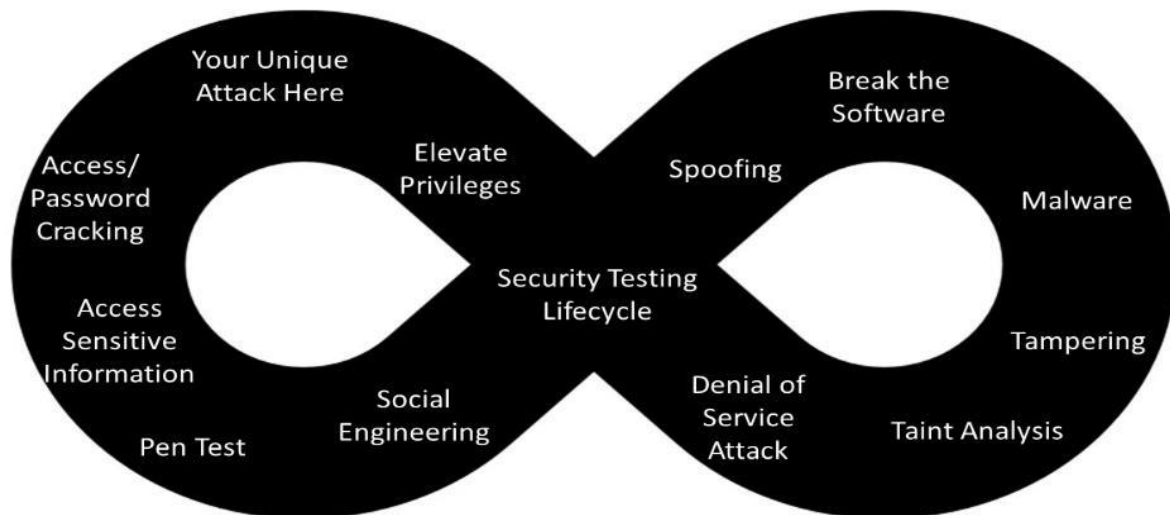 Your Unique
Attack Here
Elevate
Privileges
Access/
Password
Cracking
Access
Sensitive
Information
Pen Test
Social
Engineering
Security Testing
Lifecycle
Spoofing
Break the
Software
Malware
Tampering
Taint Analysis
Denial of
Service
Attack